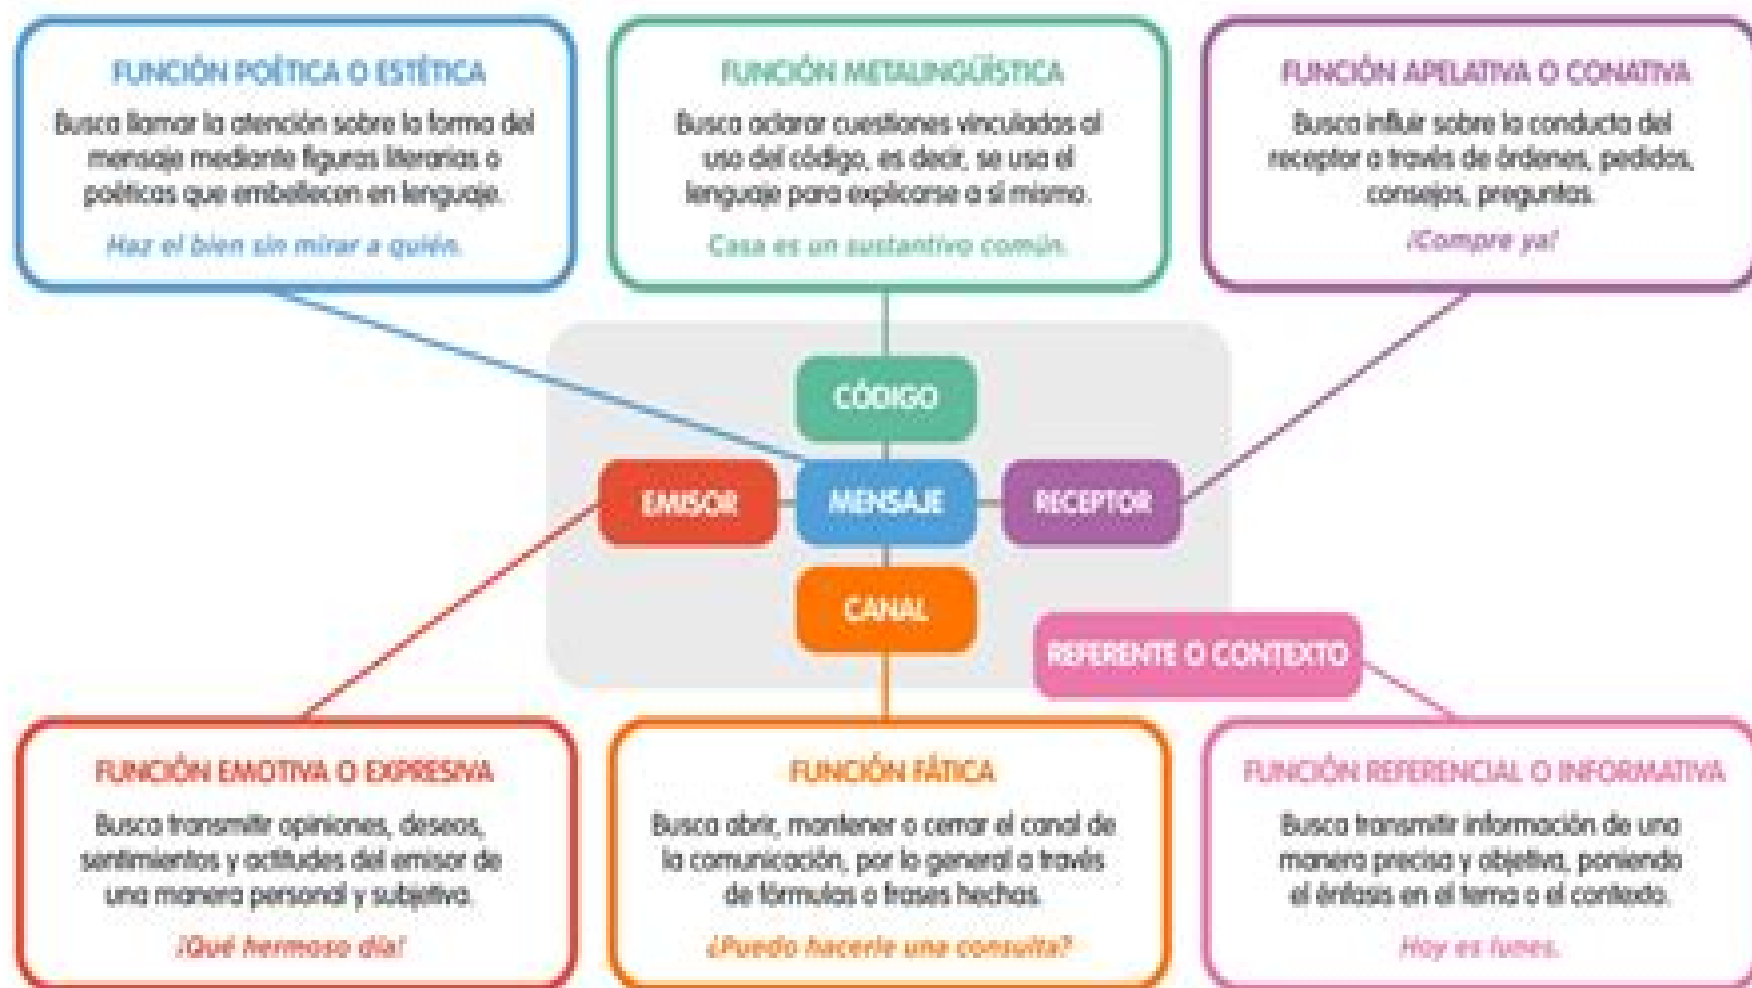 FUNCIÓN POÉTICA O ESTÉTICA
Busca llamar la atención sobre la forma del
mensaje mediante figuras literarias o
poéticas que embellecen en lenguaje.
Haz el bien sin mirar a quién.
FUNCIÓN METALINGÜÍSTICA
Busca aclarar cuestiones vinculadas al
uso del código, es decir, se usa el
lenguaje para explicarse a sí mismo.
Casa es un sustantivo común.
FUNCIÓN APELATIVA O CONATIVA
Busca influir sobre la conducta del
receptor a través de órdenes, pedidos,
consejos, preguntas.
¡Compre ya!
CÓDIGO
EMISOR
MENSAJE
RECEPTOR
CANAL
REFERENTE O CONTEXTO
FUNCIÓN EMOTIVA O EXPRESIVA
Busca transmitir opiniones, deseos,
sentimientos y actitudes del emisor de
una manera personal y subjetiva.
¡Qué hermoso día!
FUNCIÓN FÁTICA
Busca abrir, mantener o cerrar el canal de
la comunicación, por lo general a través
de fórmulas o frases hechas.
¿Puedo hacerle una consulta?
FUNCIÓN REFERENCIAL O INFORMATIVA
Busca transmitir información de una
manera precisa y objetiva, poniendo
el énfasis en el tema o el contexto.
Hoy es lunes.